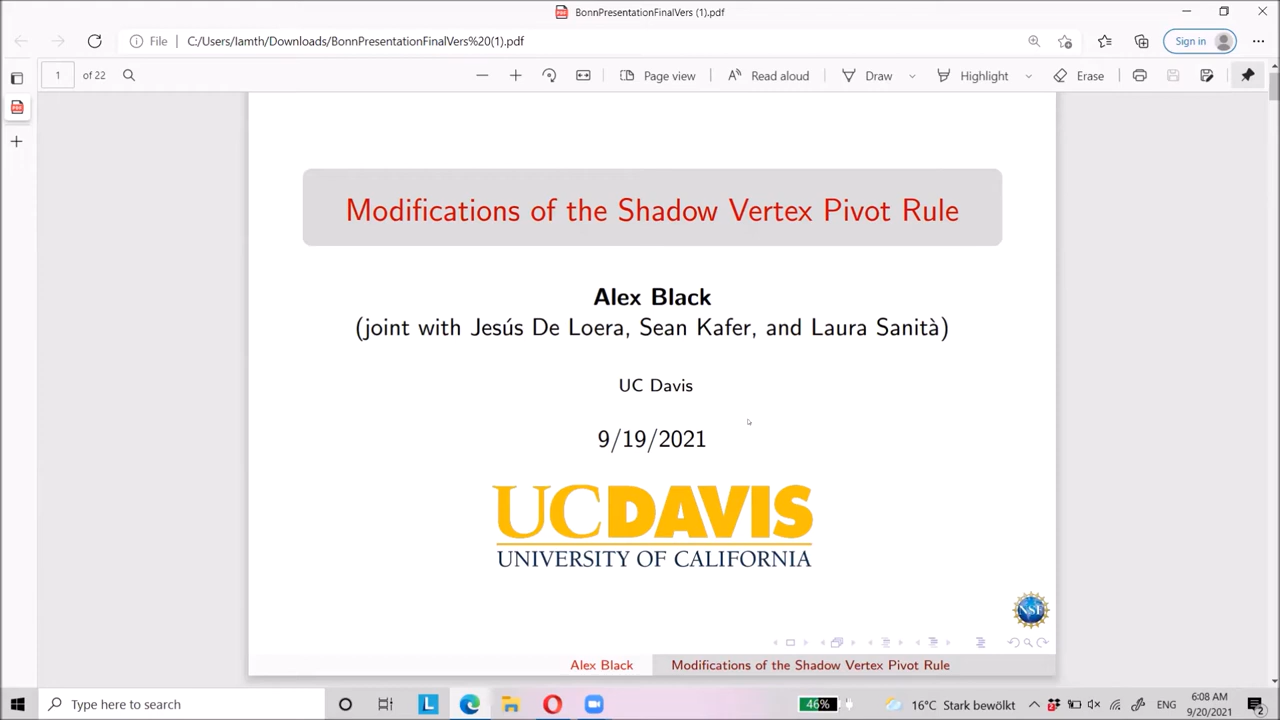 BonnPresentationFinalVers (1).pdf
File
C:/Users/Iamth/Downloads/BonnPresentationFinalVers%20(1).pdf
Sign in
1 of 22
Page view
Read aloud
Draw
Highlight
Erase
Modifications of the Shadow Vertex Pivot Rule
Alex Black
(joint with Jesús De Loera, Sean Kafer, and Laura Sanità)
UC Davis
9/19/2021
UCDAVIS
UNIVERSITY OF CALIFORNIA
NSF
Alex Black
Modifications of the Shadow Vertex Pivot Rule
Type here to search
L
46%
16°C Stark bewölkt
ENG
6:08 AM
9/20/2021
2